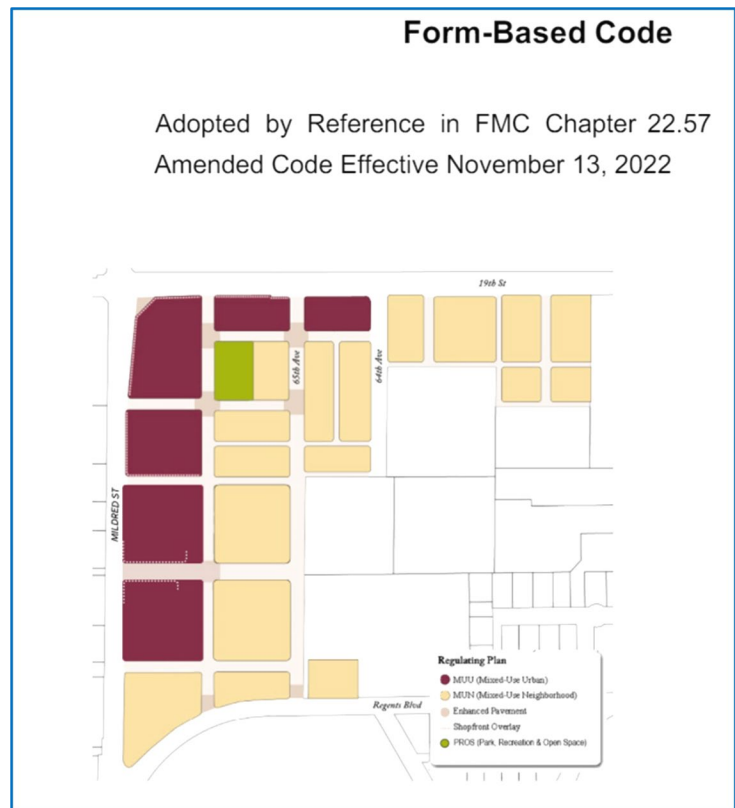 Form-Based Code
Adopted by Reference in FMC Chapter 22.57
Amended Code Effective November 13, 2022
19th St
65th Ave
64th Ave
MILDRED ST
Regents Blvd
Regulating Plan
MUU (Mixed-Use Urban)
MUN (Mixed-Use Neighborhood)
Enhanced Pavement
Shopfront Overlay
PROS (Park, Recreation & Open Space)